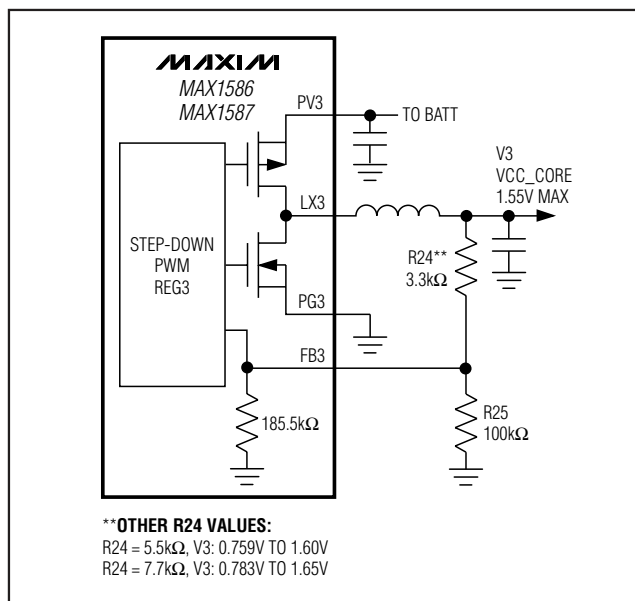 MAXIM
MAX1586
MAX1587
PV3
TO BATT
V3
VCC_CORE
1.55V MAX
LX3
STEP-DOWN
PWM
REG3
R24**
3.3kΩ
PG3
FB3
185.5kΩ
R25
100kΩ
**OTHER R24 VALUES:
R24 = 5.5kΩ, V3: 0.759V TO 1.60V
R24 = 7.7kΩ, V3: 0.783V TO 1.65V